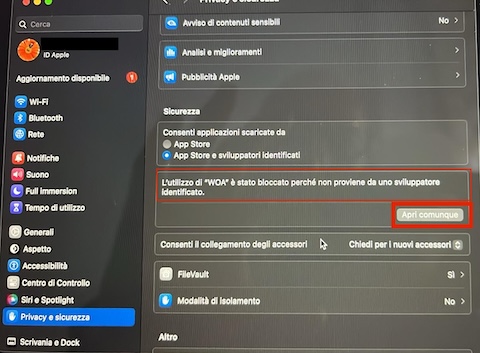 Privacy e sicurezza
Cerca
ID Apple
Aggiornamento disponibile
Wi-Fi
Bluetooth
Rete
Notifiche
Suono
Full immersion
Tempo di utilizzo
Generali
Aspetto
Accessibilità
Centro di Controllo
Siri e Spotlight
Privacy e sicurezza
Scrivania e Dock
Avviso di contenuti sensibili No
Analisi e miglioramenti
Pubblicità Apple
Sicurezza
Consenti applicazioni scaricate da
App Store
App Store e sviluppatori identificati
L'utilizzo di "WOA" è stato bloccato perché non proviene da uno sviluppatore
identificato.
Apri comunque
Consenti il collegamento degli accessori Chiedi per i nuovi accessori
FileVault Sì
Modalità di isolamento No
Altro